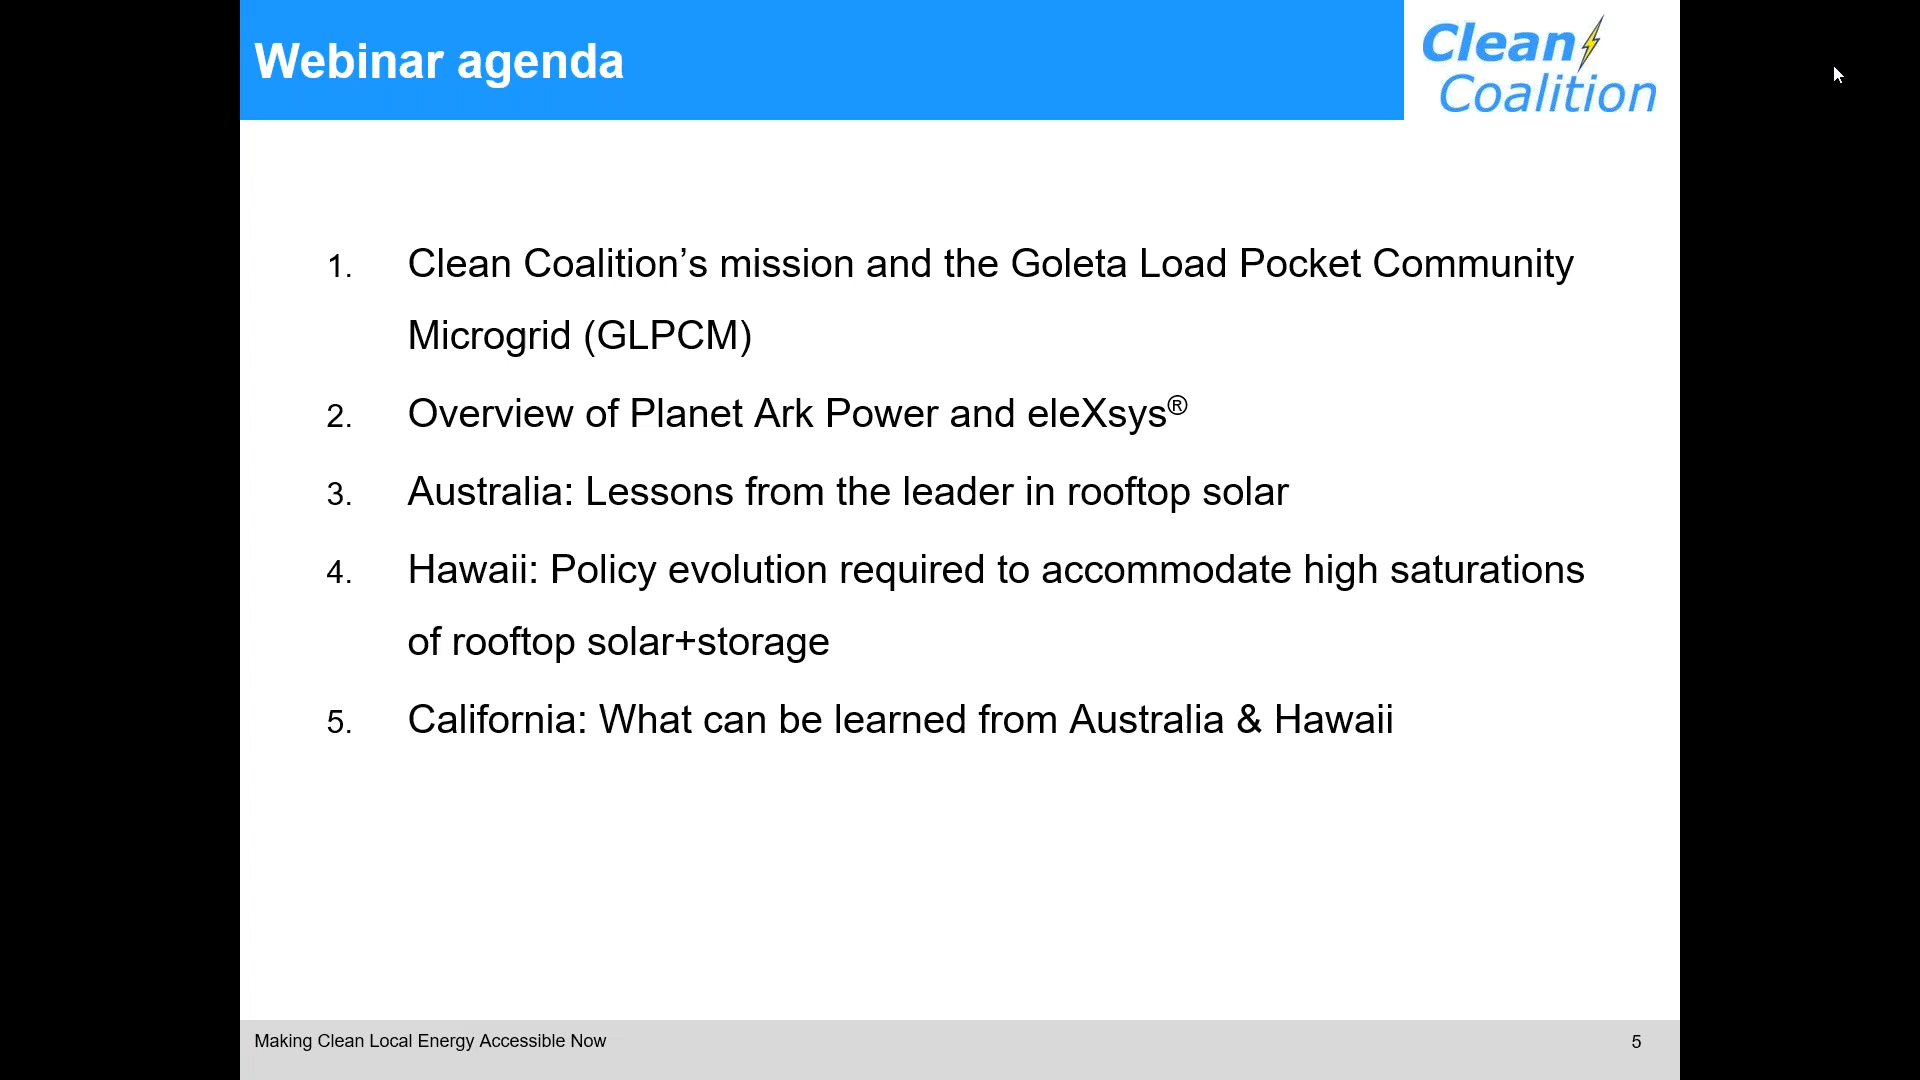 Webinar agenda
Clean
Coalition
1. Clean Coalition’s mission and the Goleta Load Pocket Community
Microgrid (GLPCM)
2. Overview of Planet Ark Power and eleXsys®
3. Australia: Lessons from the leader in rooftop solar
4. Hawaii: Policy evolution required to accommodate high saturations
of rooftop solar+storage
5. California: What can be learned from Australia & Hawaii
Making Clean Local Energy Accessible Now
5